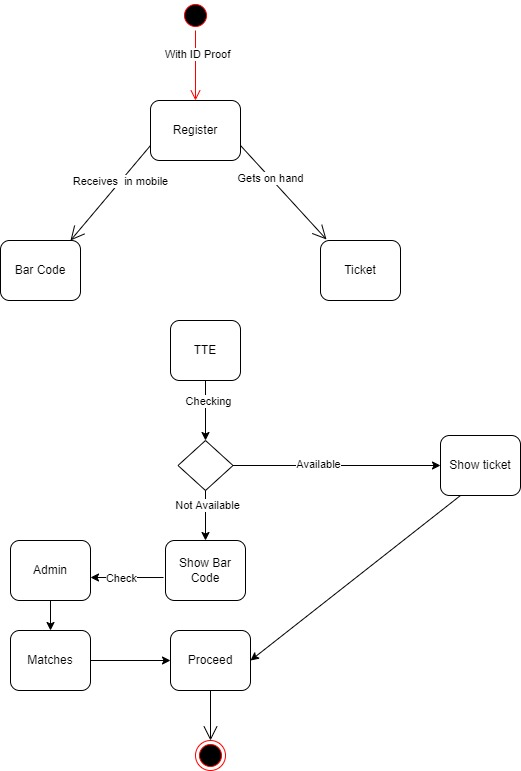 With ID Proof
Register
Receives in mobile
Gets on hand
Bar Code
Ticket
TTE
Checking
Available
Show ticket
Not Available
Admin
Check
Show Bar
Code
Matches
Proceed